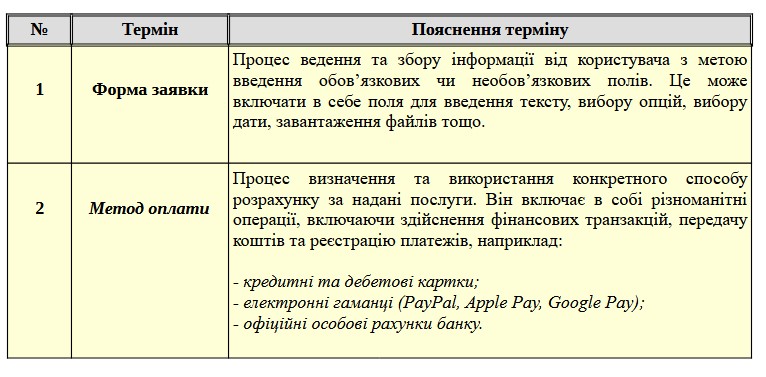 № Термін Пояснення терміну
Процес ведення та збору інформації від користувача з метою
1 Форма заявки введення обов’язкових чи необов’язкових полів. Це може
включати в себе поля для введення тексту, вибору опцій, вибору
дати, завантаження файлів тощо.
Процес визначення та використання конкретного способу
2 Метод оплати розрахунку за надані послуги. Він включає в собі різноманітні
операції, включаючи здійснення фінансових транзакцій, передачу
коштів та реєстрацію платежів, наприклад:
- кредитні та дебетові картки;
- електронні гаманці (PayPal, Apple Pay, Google Pay);
- офіційні особові рахунки банку.